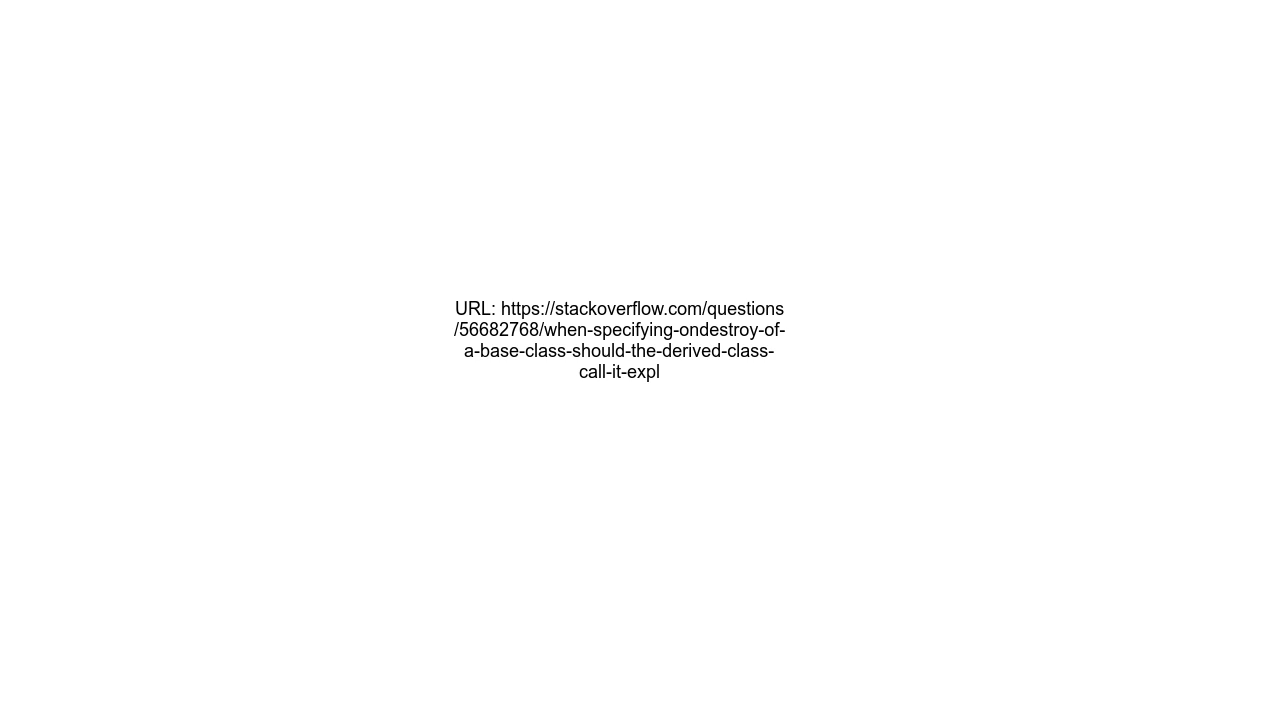 URL: https://stackoverflow.com/questions
/56682768/when-specifying-ondestroy-of-
a-base-class-should-the-derived-class-
call-it-expl